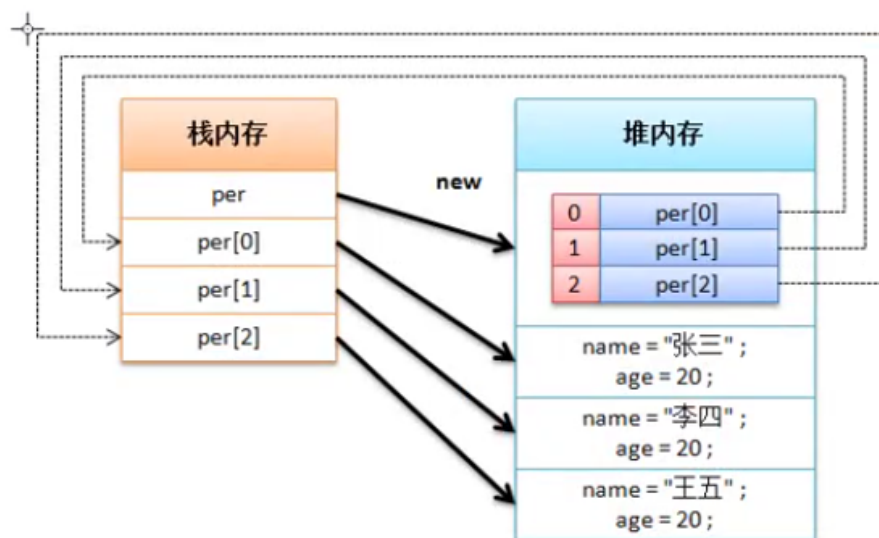 栈内存
per
per[0]
per[1]
per[2]
new
堆内存
0 per[0]
1 per[1]
2 per[2]
name = "张三" ;
age = 20 ;
name = "李四" ;
age = 20 ;
name = "王五" ;
age = 20 ;